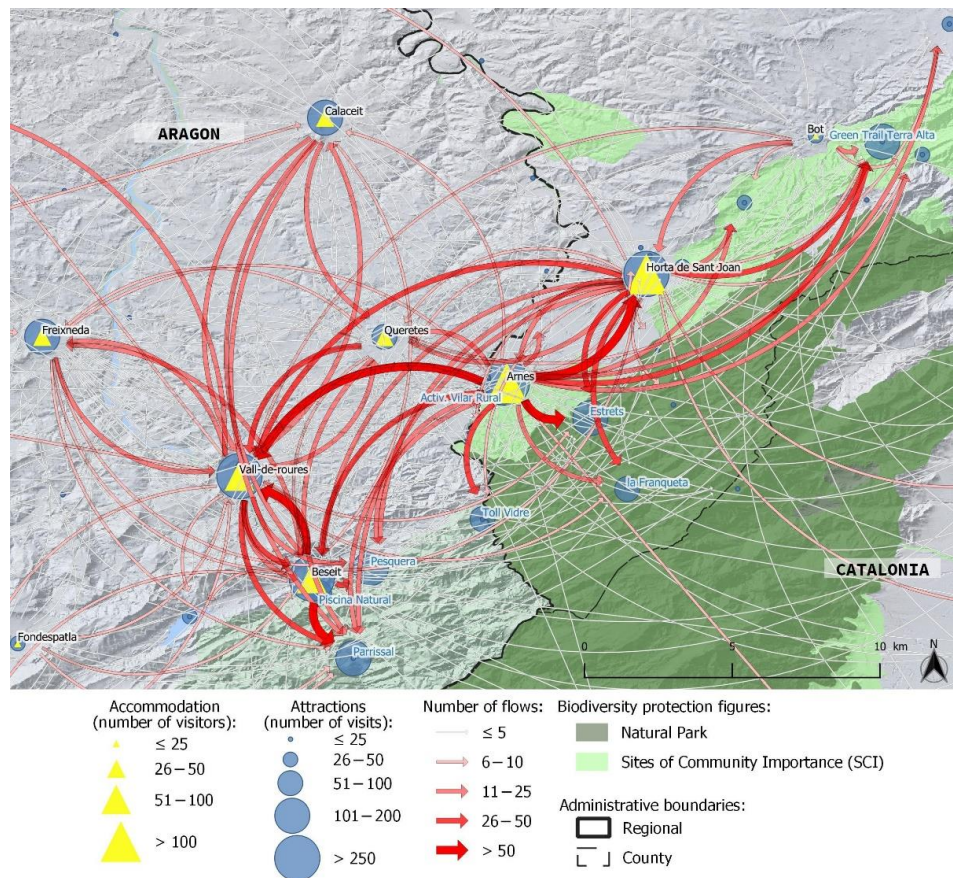 Calaceit
ARAGON
Bot
Green Trail Terra Alta
Horta de Sant Joan
Freixneda
Queretes
Arnes
Activ. Vilar Rural
Estrets
Vall-de-roures
la Franqueta
Toll Vidre
Pesquera
Beseit
CATALONIA
Piscina Natural
Fondespatla
Parrissal
0 5 10 km
N
Accommodation
(number of visitors):
≤ 25
26−50
51−100
> 100
Attractions
(number of visits):
≤ 25
26−50
51−100
101−200
> 250
Number of flows:
≤ 5
6−10
11−25
26−50
> 50
Biodiversity protection figures:
Natural Park
Sites of Community Importance (SCI)
Administrative boundaries:
Regional
County